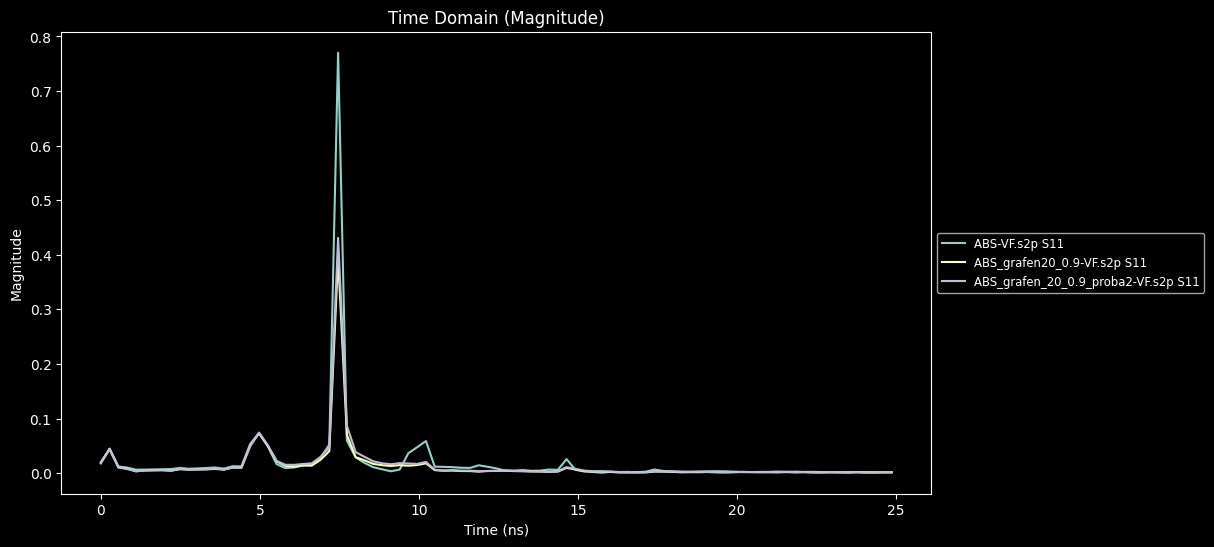 Time Domain (Magnitude)
0.8
0.7
0.6
0.5
0.4
0.3
0.2
0.1
0.0
Magnitude
0
5
10
15
20
25
Time (ns)
ABS-VF.s2p S11
ABS_grafen20_0.9-VF.s2p S11
ABS_grafen_20_0.9_proba2-VF.s2p S11